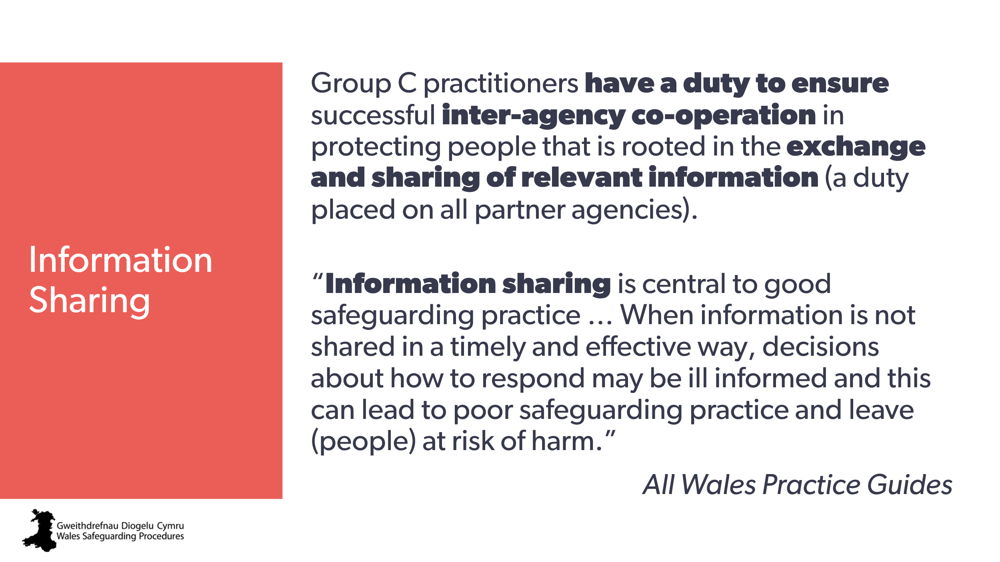 Information
Sharing
Group C practitioners have a duty to ensure
successful inter-agency co-operation in
protecting people that is rooted in the exchange
and sharing of relevant information (a duty
placed on all partner agencies).
“Information sharing is central to good
safeguarding practice … When information is not
shared in a timely and effective way, decisions
about how to respond may be ill informed and this
can lead to poor safeguarding practice and leave
(people) at risk of harm.”
All Wales Practice Guides
Gweithdrefnau Diogelu Cymru
Wales Safeguarding Procedures